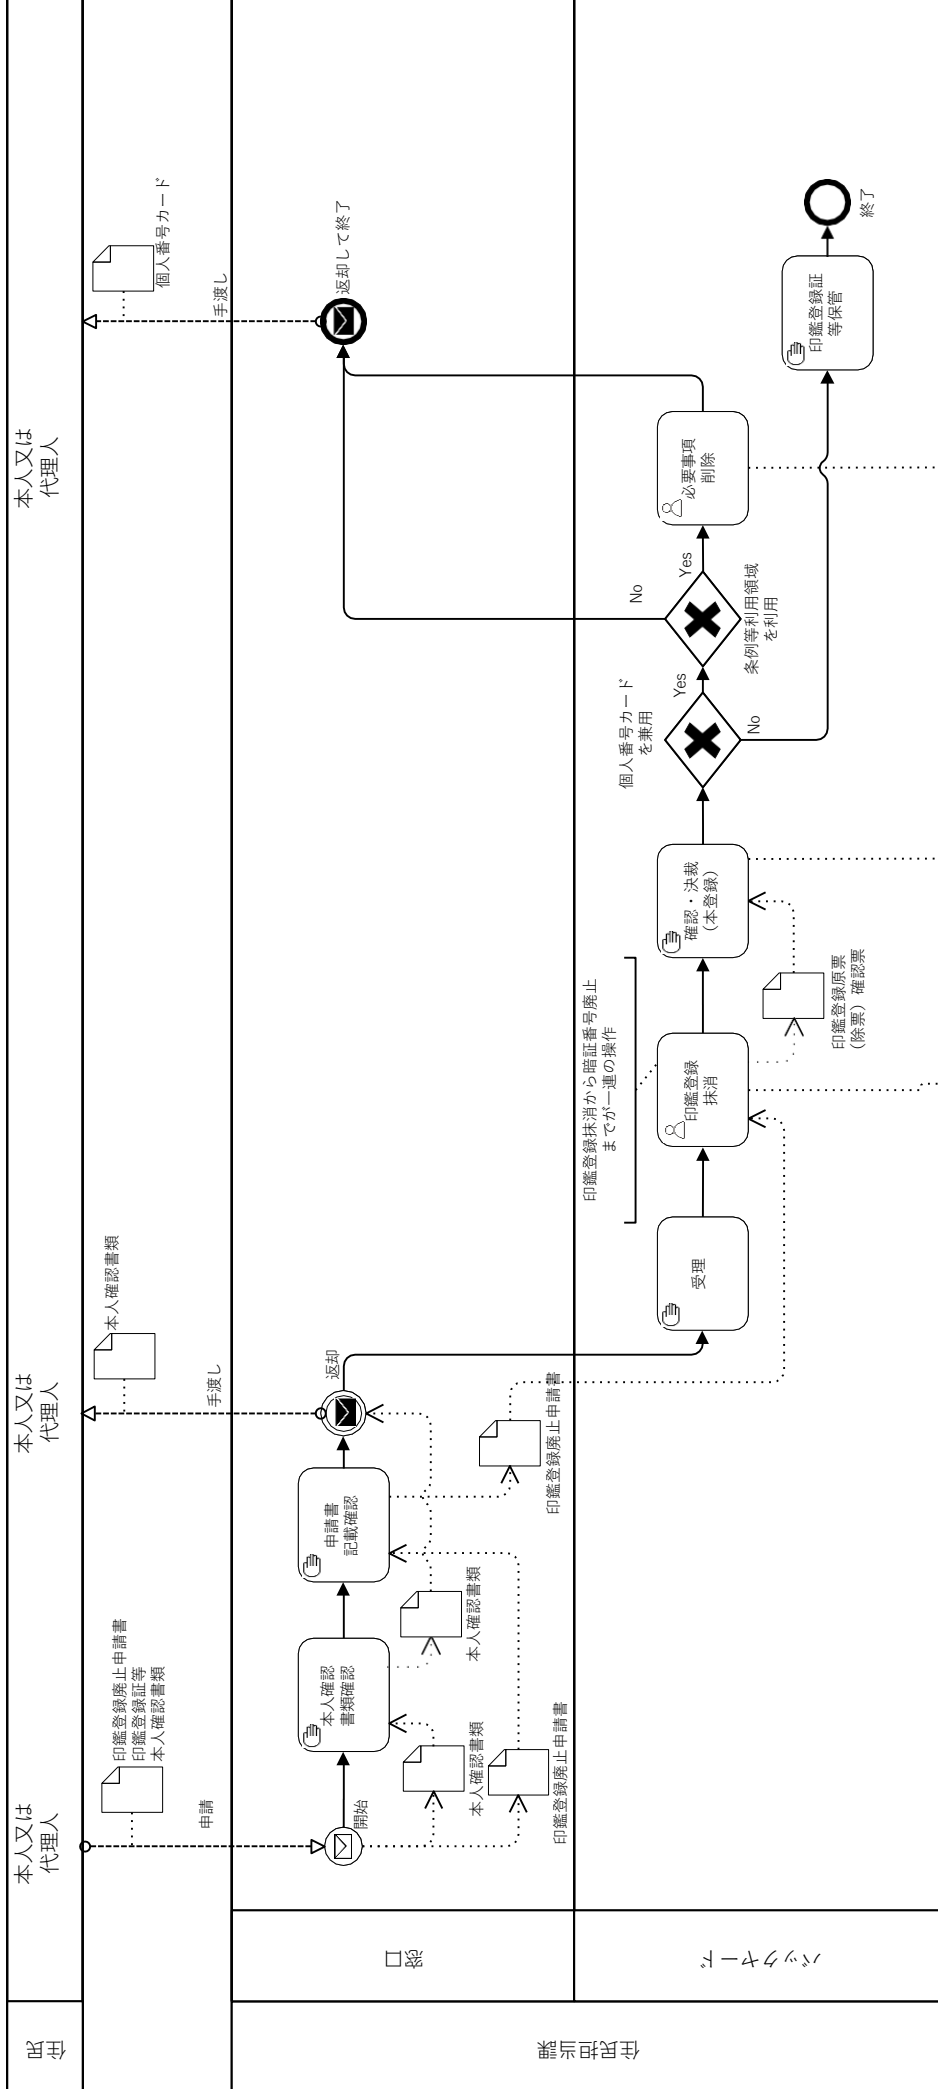 住民
本人又は
代理人
本人又は
代理人
本人又は
代理人
印鑑登録廃止申請書
印鑑登録証等
本人確認書類
申請
本人確認書類
手渡し
個人番号カード
手渡し
住民担当課
窓口
開始
本人確認
書類確認
申請書
記載確認
返却
返却して終了
本人確認書類
本人確認書類
印鑑登録廃止申請書
印鑑登録廃止申請書
バックヤード
印鑑登録抹消から暗証番号廃止
までが一連の操作
受理
印鑑登録
抹消
確認・決裁
(本登録)
個人番号カード
を兼用
Yes
No
No
Yes
条例等利用領域
を利用
必要事項
削除
印鑑登録原票
(除票)確認票
印鑑登録証
等保管
終了